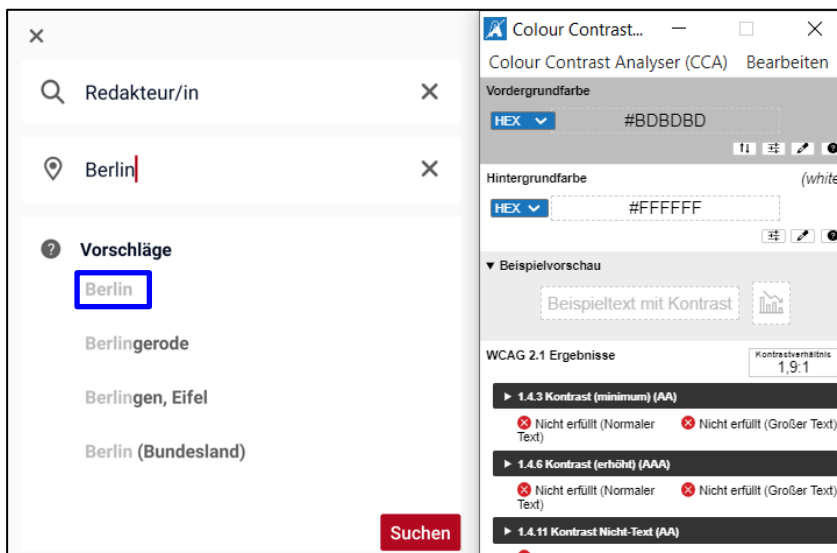 Redakteur/in
Berlin
Vorschläge
Berlin
Berlingerode
Berlingen, Eifel
Berlin (Bundesland)
Suchen
Colour Contrast...
Colour Contrast Analyser (CCA) Bearbeiten
Vordergrundfarbe
HEX #BDBDBD
Hintergrundfarbe (white
HEX #FFFFFF
▼ Beispielvorschau
Beispieltext mit Kontrast
WCAG 2.1 Ergebnisse
Kontrastverhältnis
1,9:1
▶ 1.4.3 Kontrast (minimum) (AA)
Nicht erfüllt (Normaler Text)
Nicht erfüllt (Großer Text)
▶ 1.4.6 Kontrast (erhöht) (AAA)
Nicht erfüllt (Normaler Text)
Nicht erfüllt (Großer Text)
▶ 1.4.11 Kontrast Nicht-Text (AA)